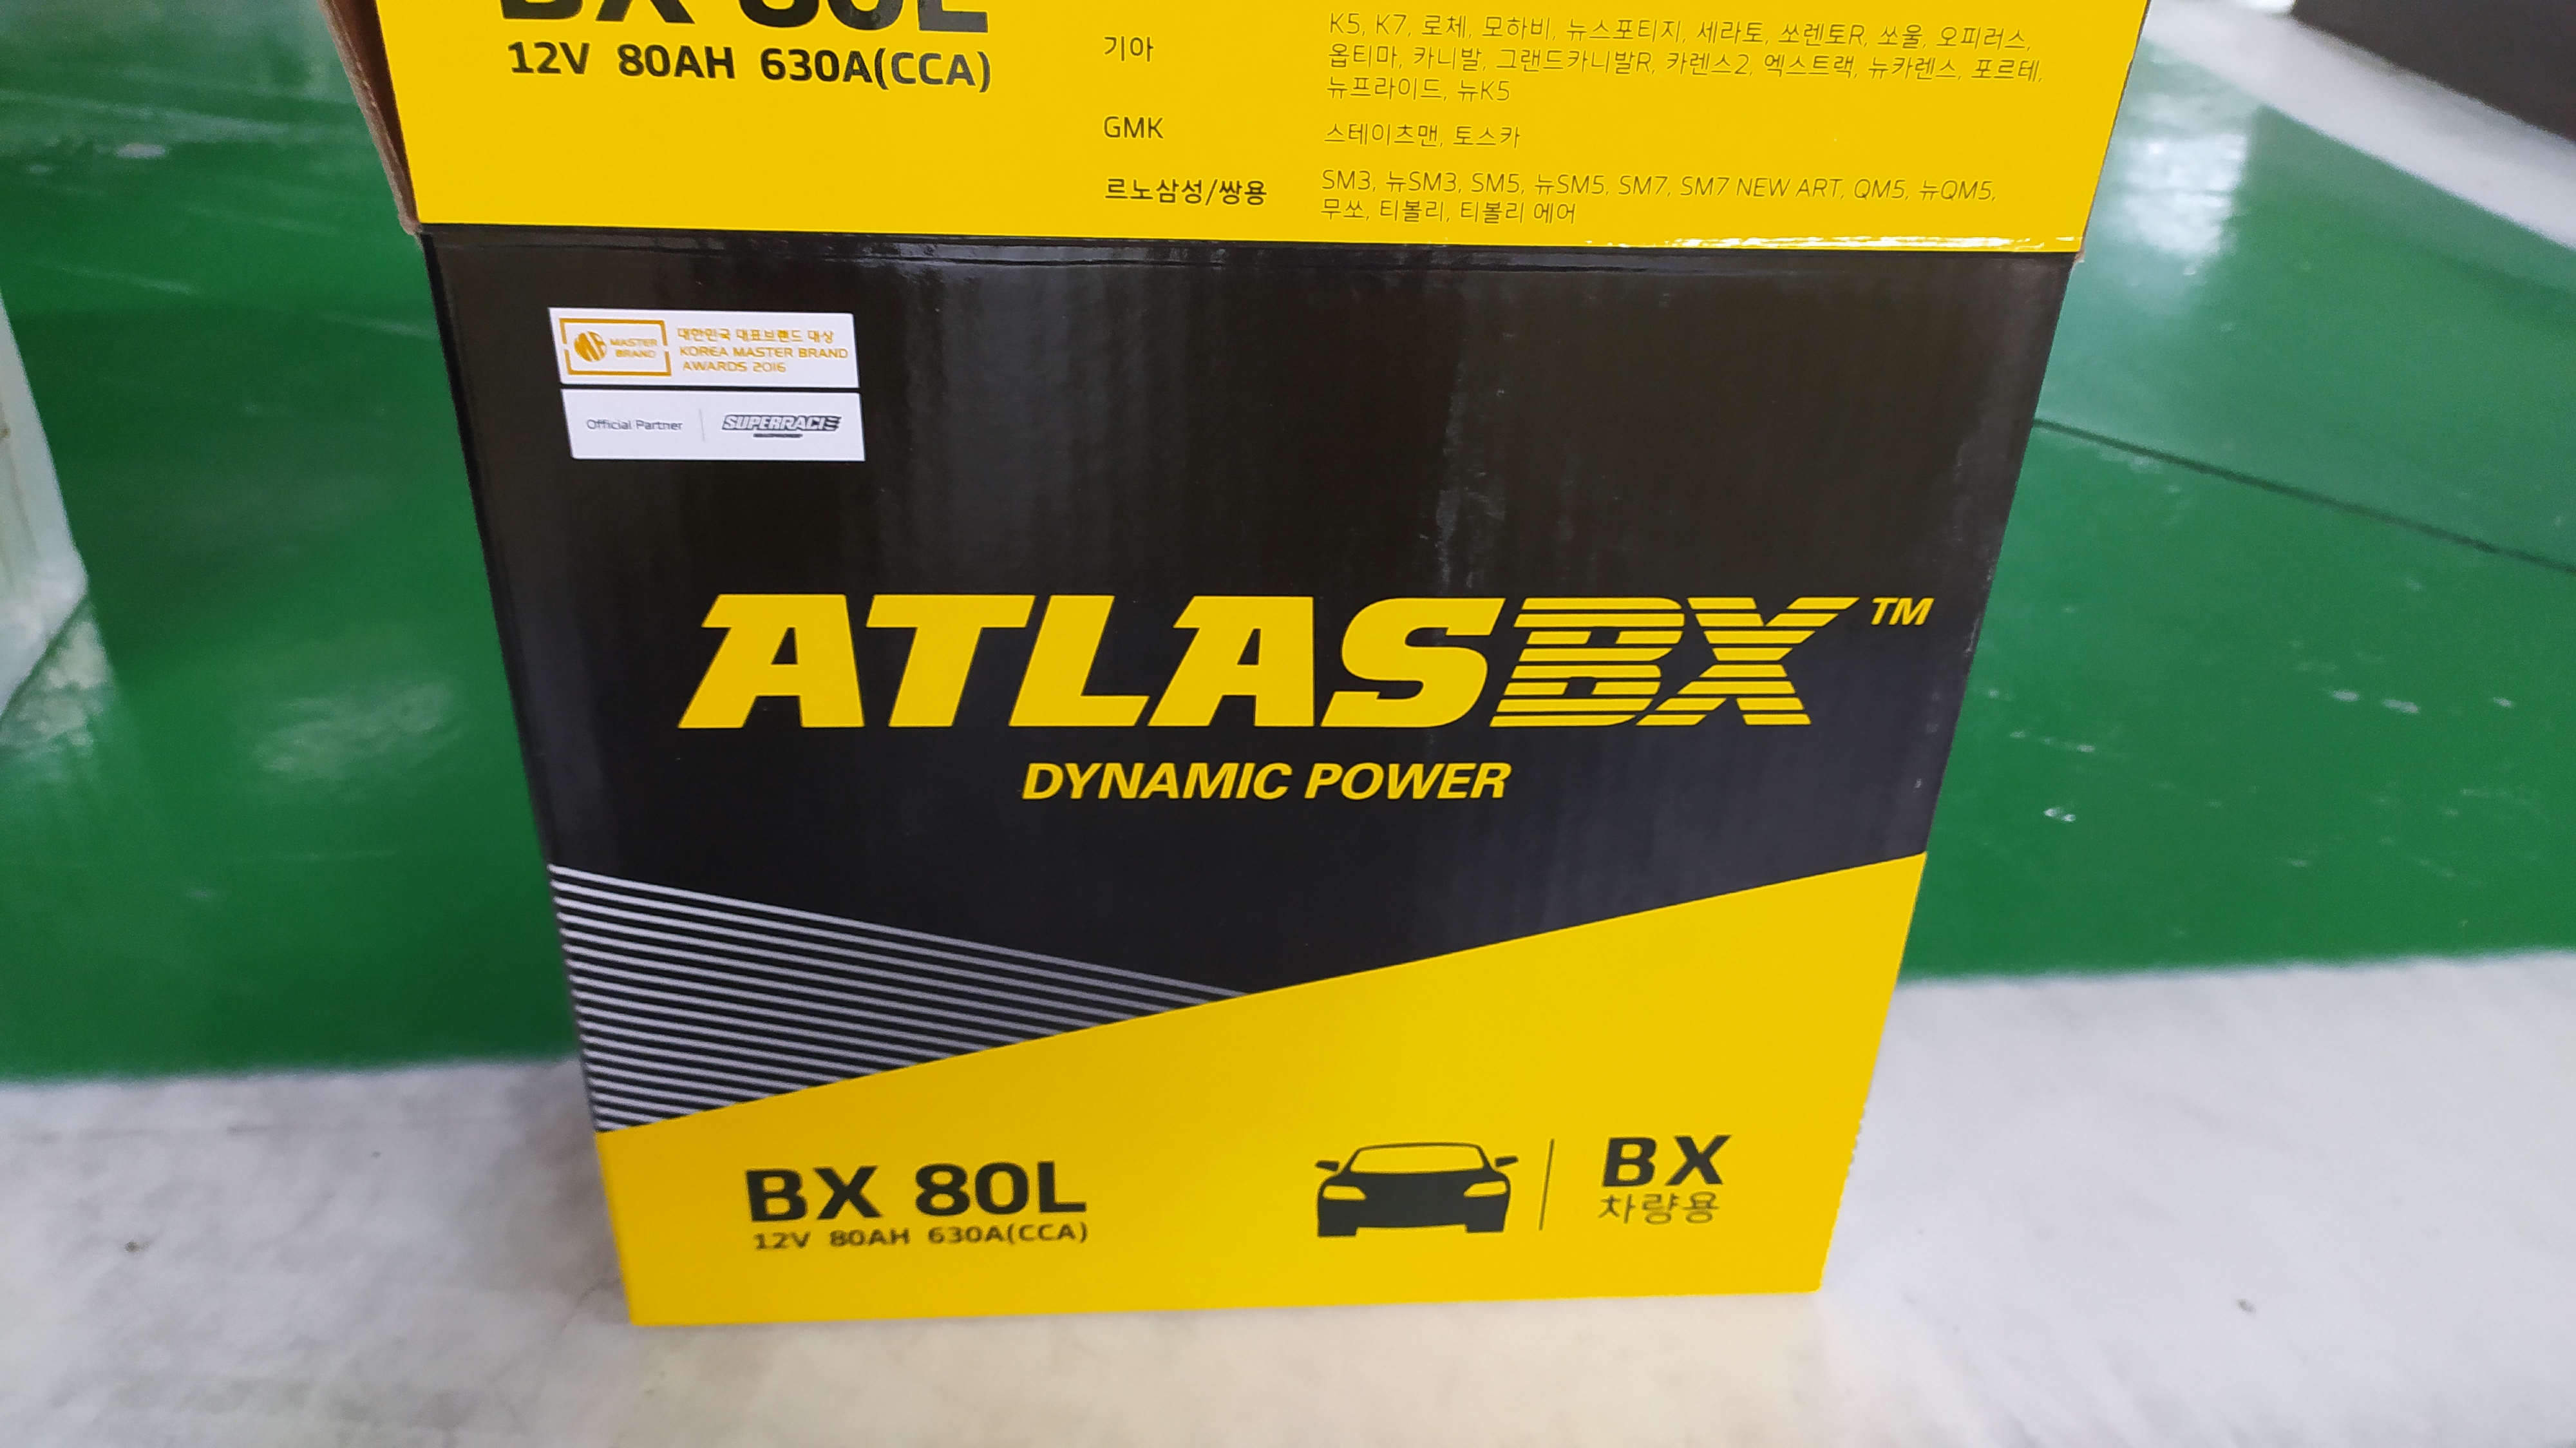 BX 80L
12V 80AH 630A(CCA)
기아
K5, K7, 로체, 모하비, 뉴스포티지, 세라토, 쏘렌토R, 쏘울, 오피러스,
옵티마, 카니발, 그랜드카니발R, 카렌스2, 엑스트랙, 뉴카렌스, 포르테,
뉴프라이드, 뉴K5
GMK
스테이츠맨, 토스카
르노삼성/쌍용
SM3, 뉴SM3, SM5, 뉴SM5, SM7, SM7 NEW ART, QM5, 뉴QM5,
무쏘, 티볼리, 티볼리 에어
MASTER
BRAND
대한민국 대표브랜드 대상
KOREA MASTER BRAND
AWARDS 2016
Official Partner
SUPERRACE
ATLASBX™
DYNAMIC POWER
BX 80L
12V 80AH 630A(CCA)
BX
차량용